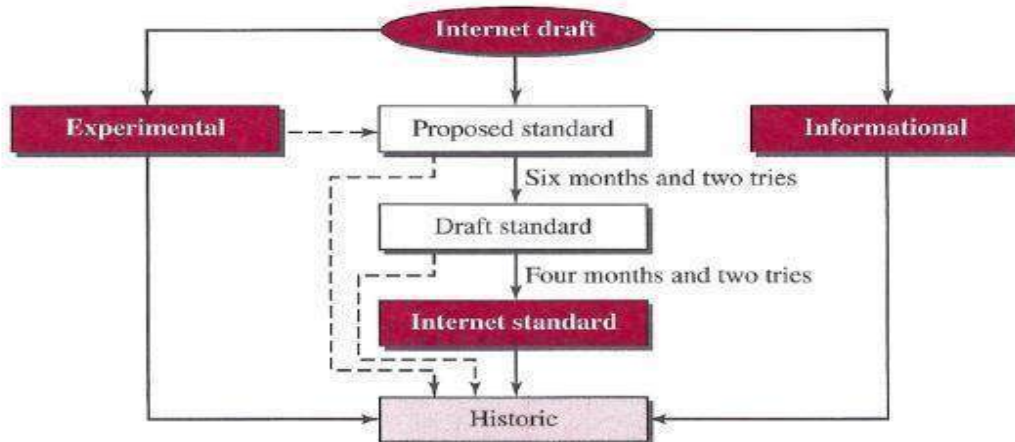 Internet draft
Experimental
Proposed standard
Informational
Six months and two tries
Draft standard
Four months and two tries
Internet standard
Historic